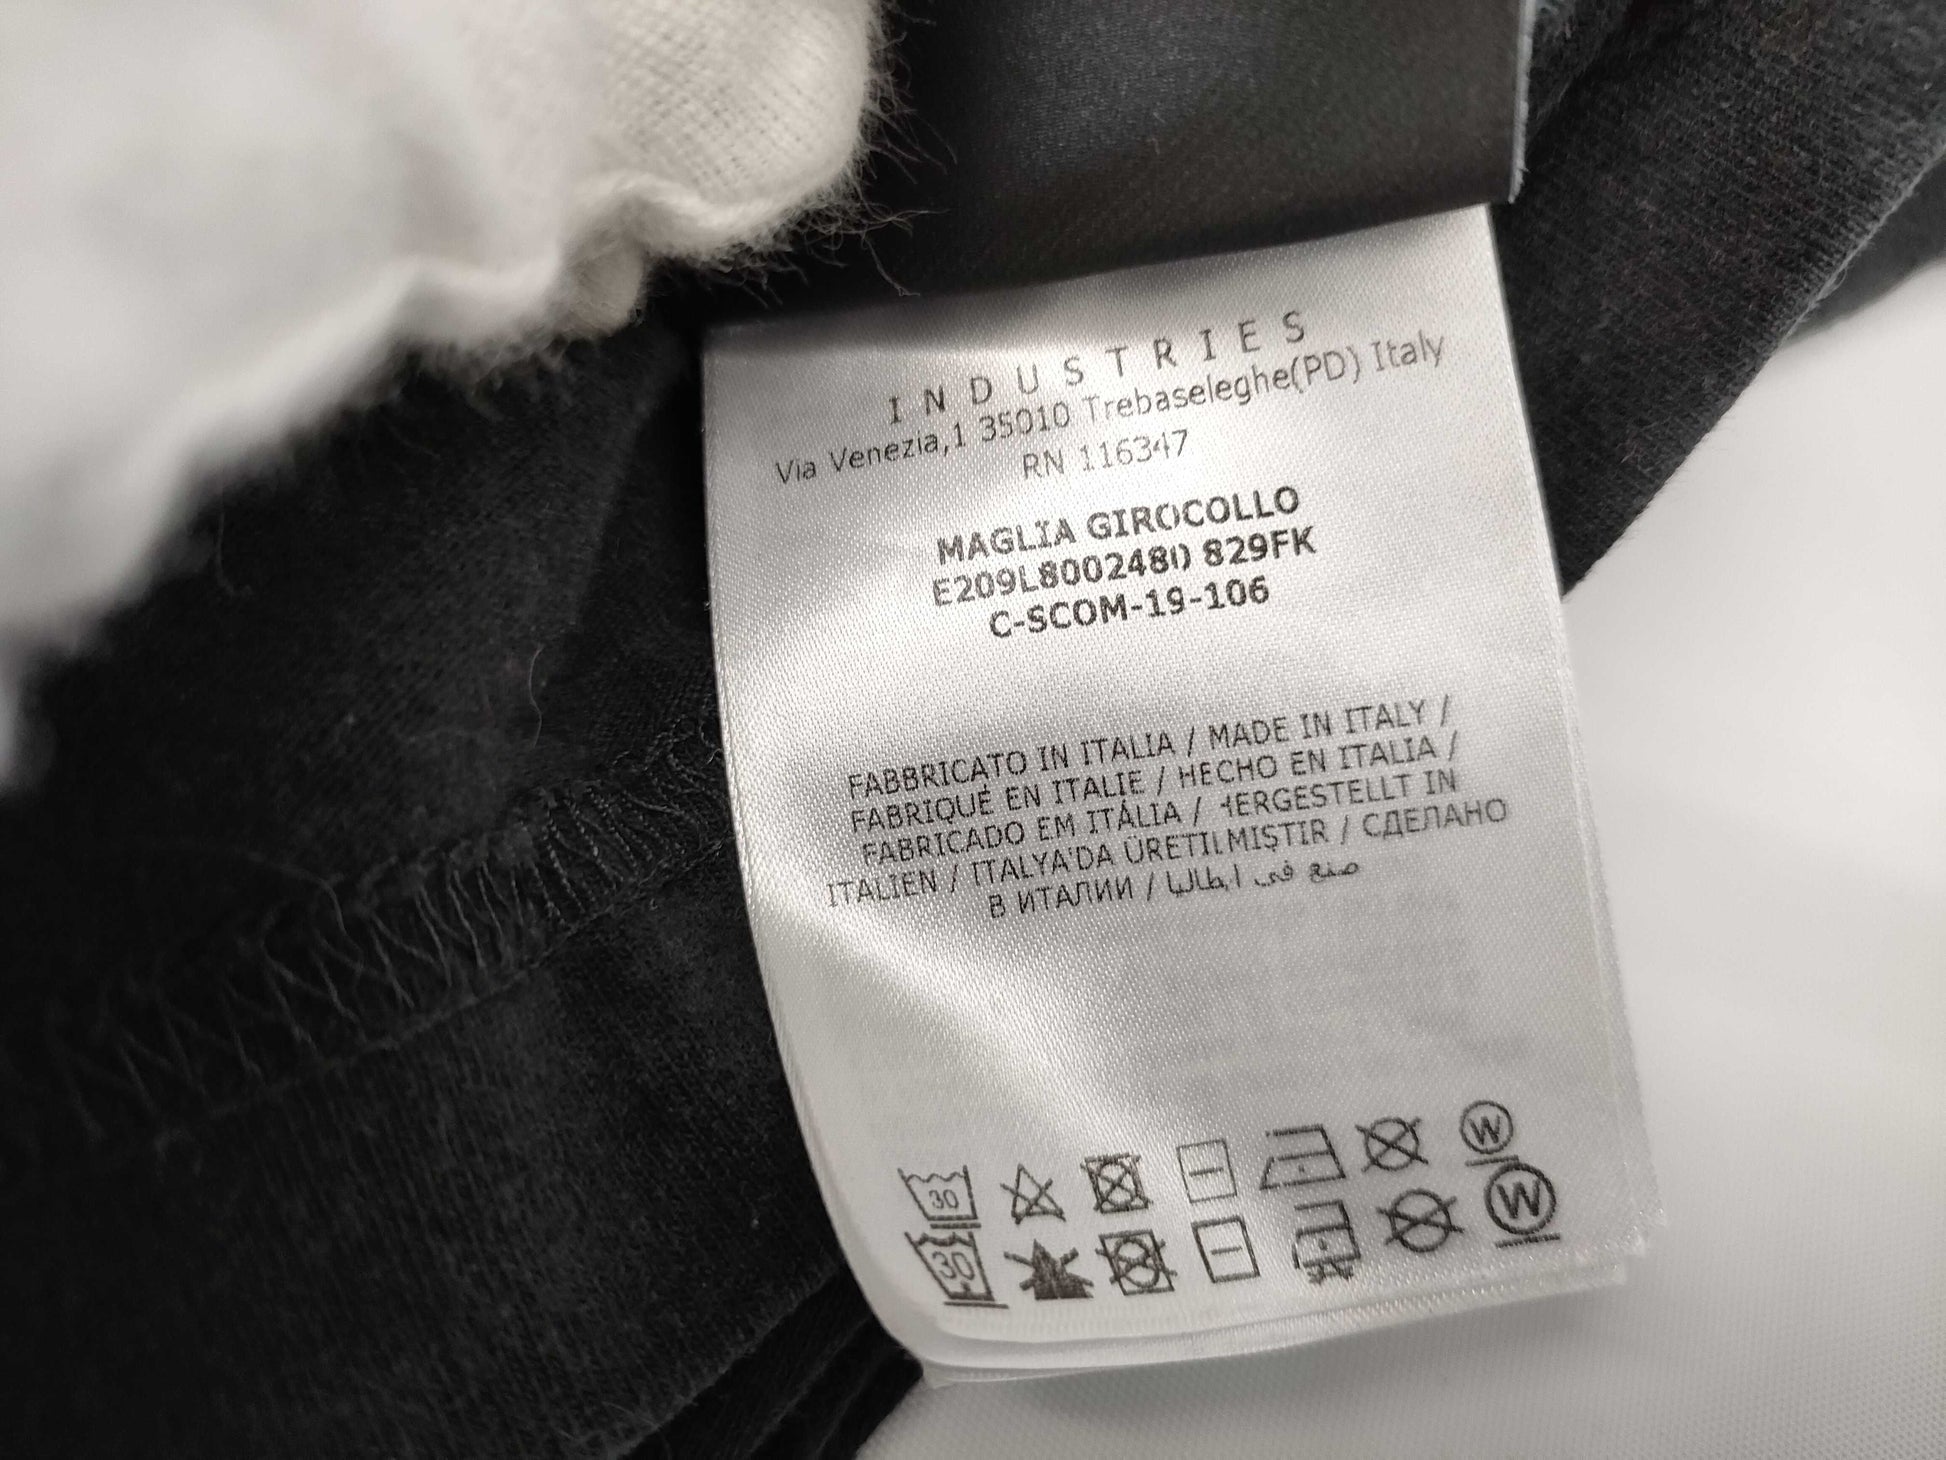 INDUSTRIES
Via Venezia,1 35010 Trebaseleghe(PD) Italy
RN 116347
MAGLIA GIROCOLLO
E209L8002480 829FK
C-SCOM-19-106
FABBRICATO IN ITALIA / MADE IN ITALY /
FABRIQUÉ EN ITALIE / HECHO EN ITALIA /
FABRICADO EM ITÁLIA / HERGESTELLT IN
ITALIEN / ITALYA'DA ÜRETILMIŞTIR / СДЕЛАНО
В ИТАЛИИ / صنع في ايطاليا
30 W
30 W